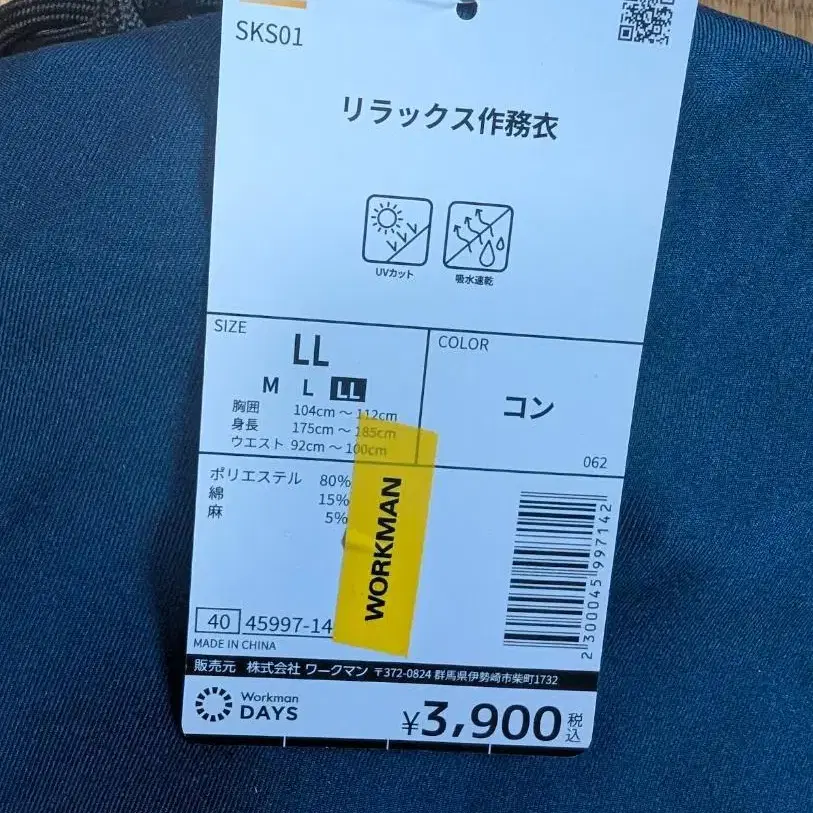 SKS01
リラックス作務衣
UVカット
吸水速乾
SIZE
LL
M L LL
胸囲 104cm ～ 112cm
身長 175cm ～ 185cm
ウエスト 92cm ～ 100cm
COLOR
コン
062
ポリエステル 80%
綿 15%
麻 5%
WORKMAN
40 45997-14
MADE IN CHINA
2300045997142
販売元 株式会社 ワークマン 〒372-0824 群馬県伊勢崎市柴町1732
Workman
DAYS
¥3,900税込